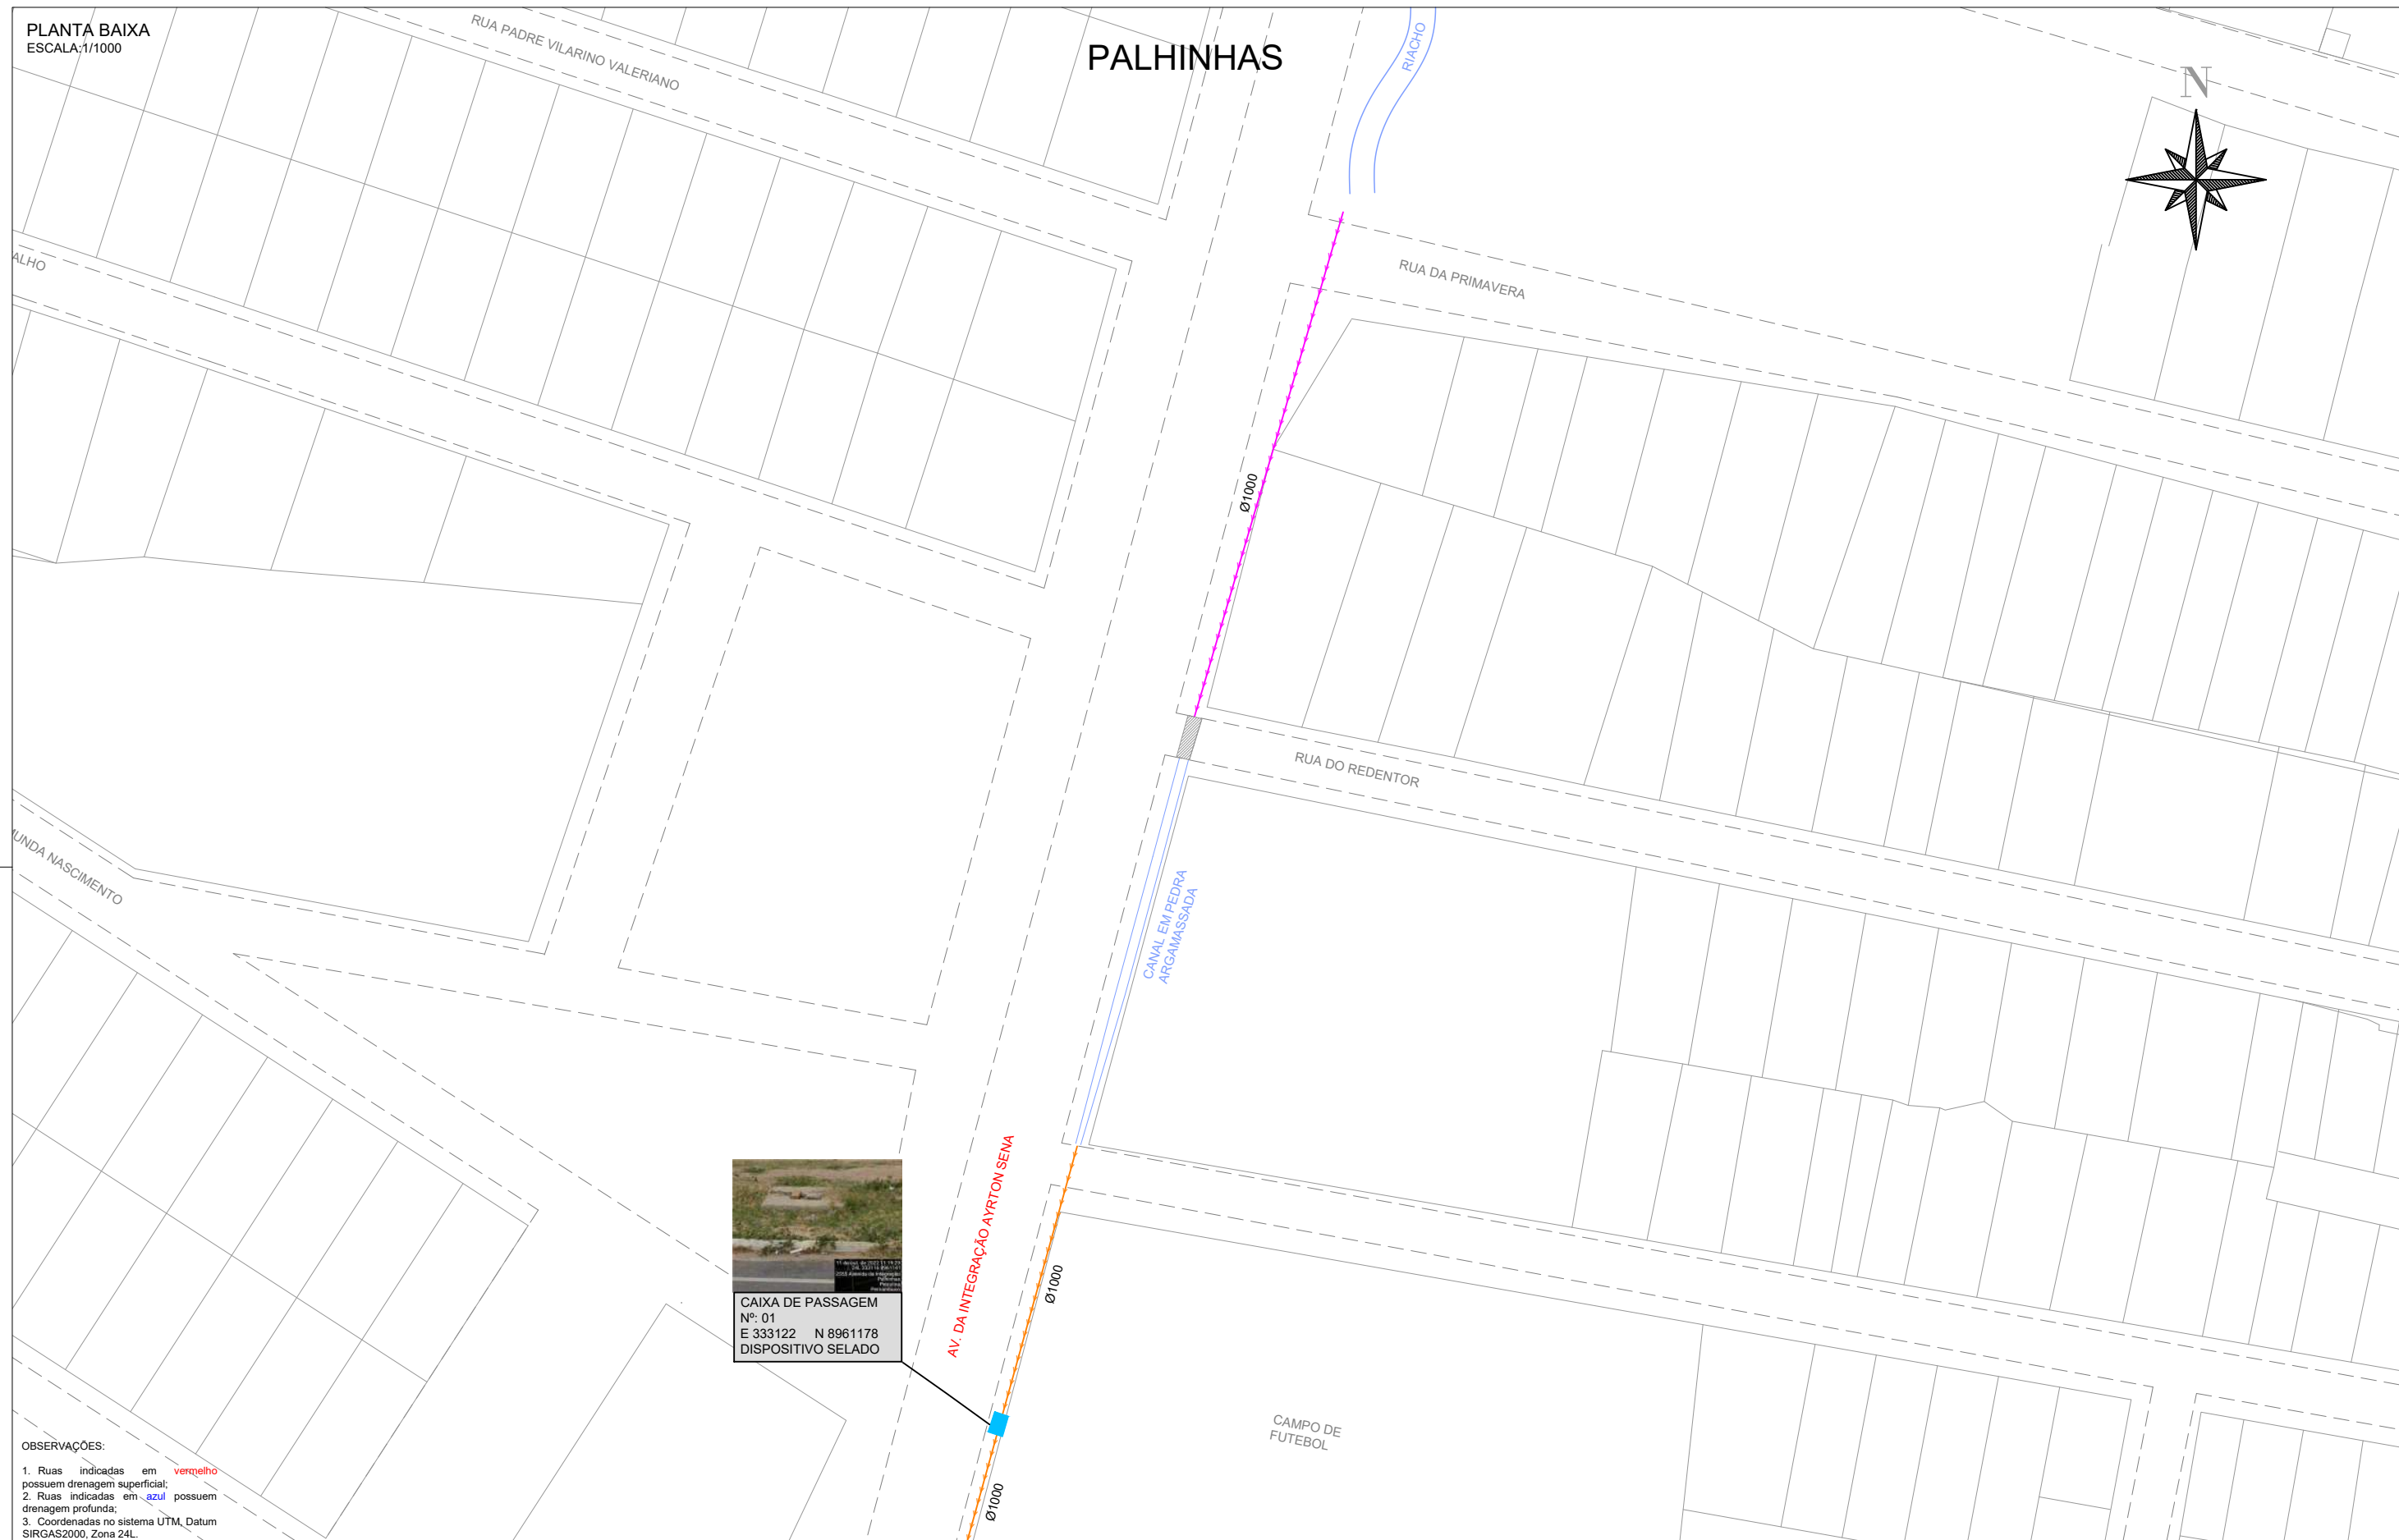 PLANTA BAIXA
ESCALA:1/1000
RUA PADRE VILARINO VALERIANO
PALHINHAS
RIACHO
N
ALHO
RUA DA PRIMAVERA
Ø1000
RUA DO REDENTOR
UNDA NASCIMENTO
CANAL EM PEDRA
ARGAMASSADA
AV. DA INTEGRAÇÃO AYRTON SENA
Ø1000
CAIXA DE PASSAGEM
Nº: 01
E 333122 N 8961178
DISPOSITIVO SELADO
CAMPO DE
FUTEBOL
Ø1000
OBSERVAÇÕES:
1. Ruas indicadas em vermelho
possuem drenagem superficial;
2. Ruas indicadas em azul possuem
drenagem profunda;
3. Coordenadas no sistema UTM, Datum
SIRGAS2000, Zona 24L.